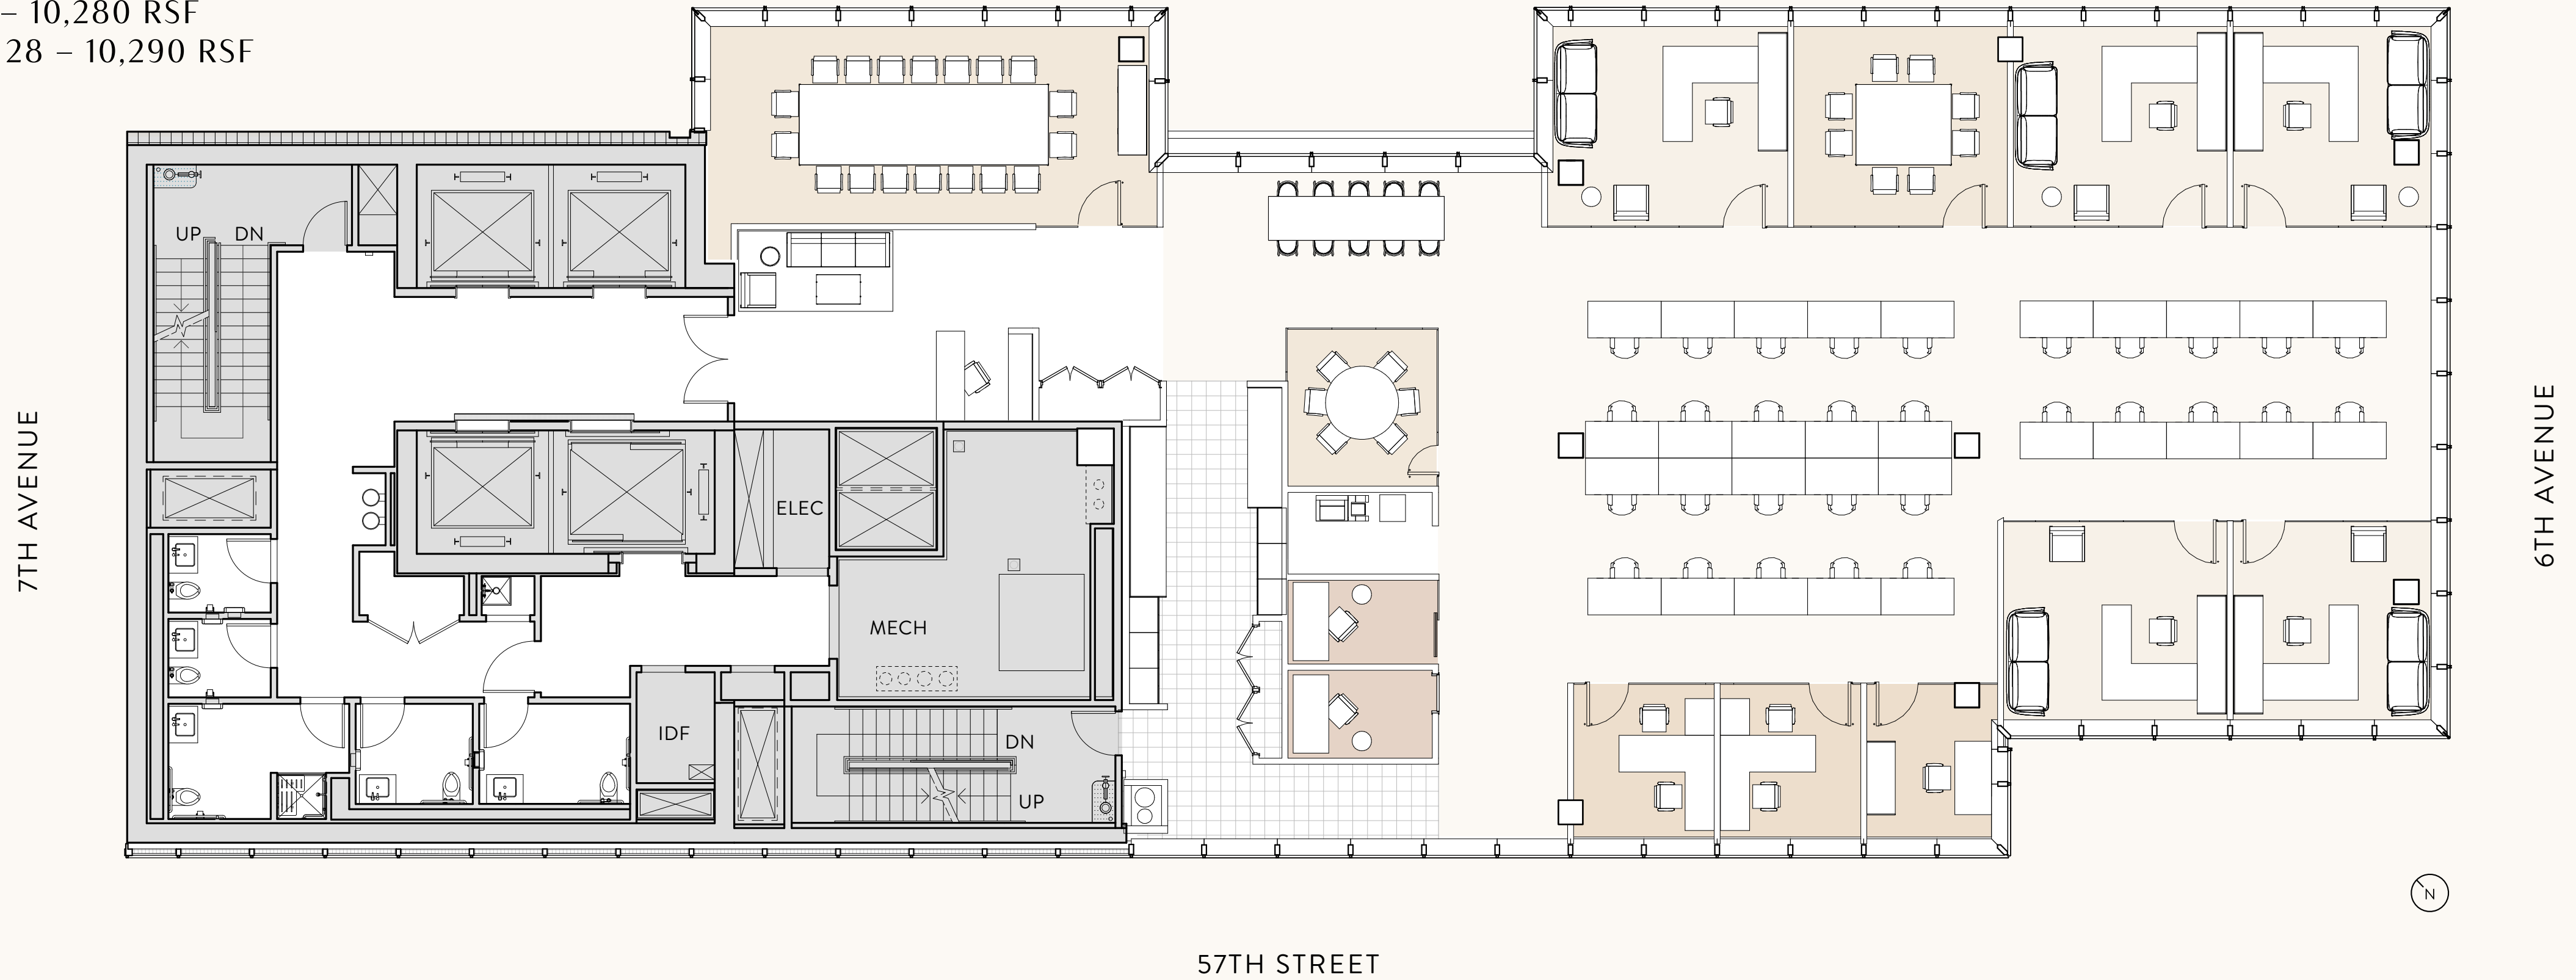 – 10,280 RSF
28 – 10,290 RSF
UP DN
7TH AVENUE
6TH AVENUE
ELEC
MECH
IDF
DN
UP
N
57TH STREET